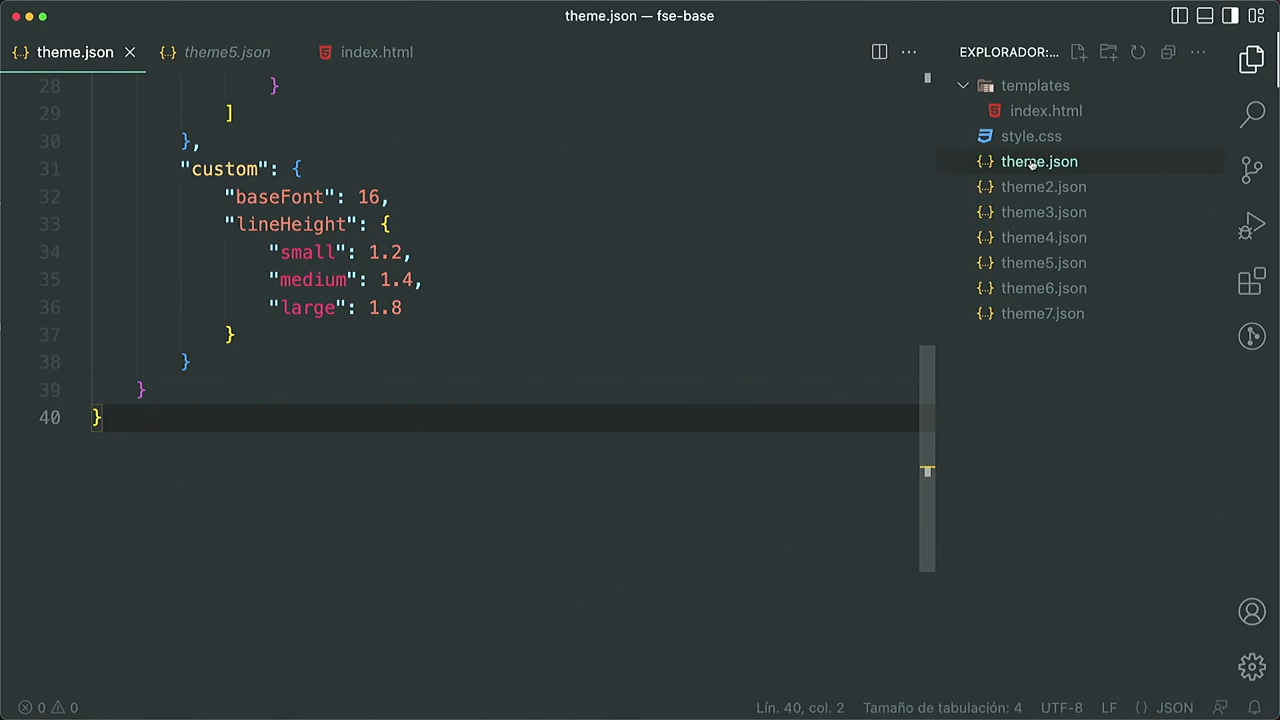 theme.json — fse-base
{..} theme.json
{..} theme5.json
index.html
EXPLORADOR:...
28 }
29 ]
30 },
31 "custom": {
32 "baseFont": 16,
33 "lineHeight": {
34 "small": 1.2,
35 "medium": 1.4,
36 "large": 1.8
37 }
38 }
39 }
40 }
templates
index.html
style.css
{..} theme.json
{..} theme2.json
{..} theme3.json
{..} theme4.json
{..} theme5.json
{..} theme6.json
{..} theme7.json
0 0
Lín. 40, col. 2
Tamaño de tabulación: 4
UTF-8
LF
{ } JSON